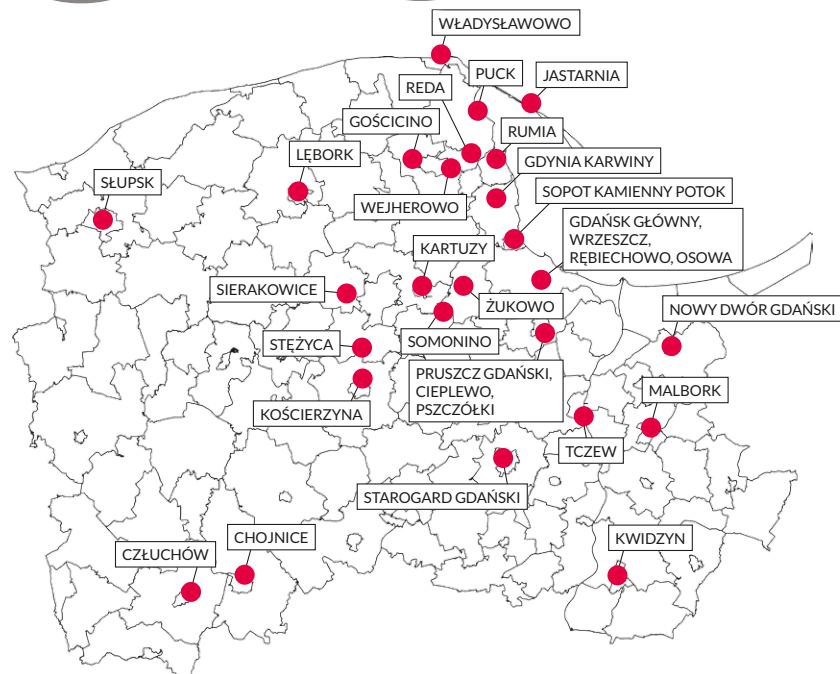 WŁADYSŁAWOWO
PUCK
JASTARNIA
REDA
GOŚCICINO
RUMIA
LĘBORK
GDYNIA KARWINY
SŁUPSK
SOPOT KAMIENNY POTOK
WEJHEROWO
GDAŃSK GŁÓWNY,
WRZESZCZ,
RĘBIECHOWO, OSOWA
KARTUZY
SIERAKOWICE
ŻUKOWO
NOWY DWÓR GDAŃSKI
STĘŻYCA
SOMONINO
PRUSZCZ GDAŃSKI,
CIEPLEWO,
PSZCZÓŁKI
MALBORK
KOŚCIERZYNA
TCZEW
STAROGARD GDAŃSKI
CHOJNICE
KWIDZYN
CZŁUCHÓW